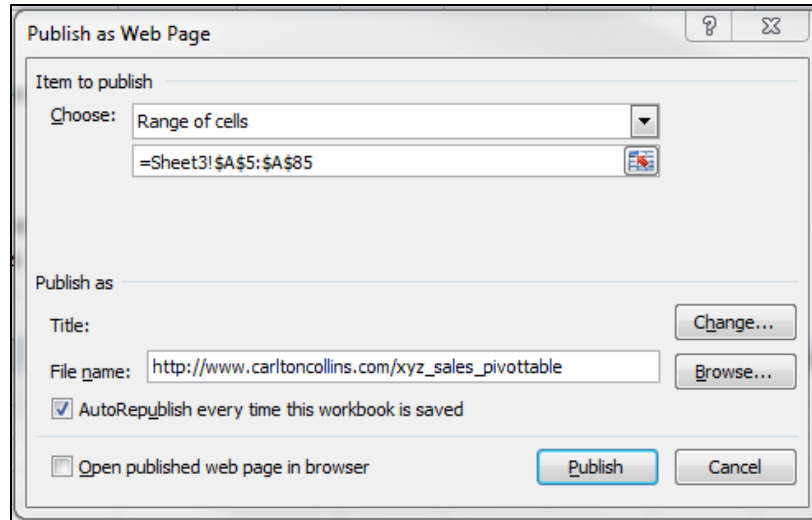 Publish as Web Page
Item to publish
Choose: Range of cells
=Sheet3!$A$5:$A$85
Publish as
Title: Change...
File name: http://www.carltoncollins.com/xyz_sales_pivottable Browse...
AutoRepublish every time this workbook is saved
Open published web page in browser Publish Cancel